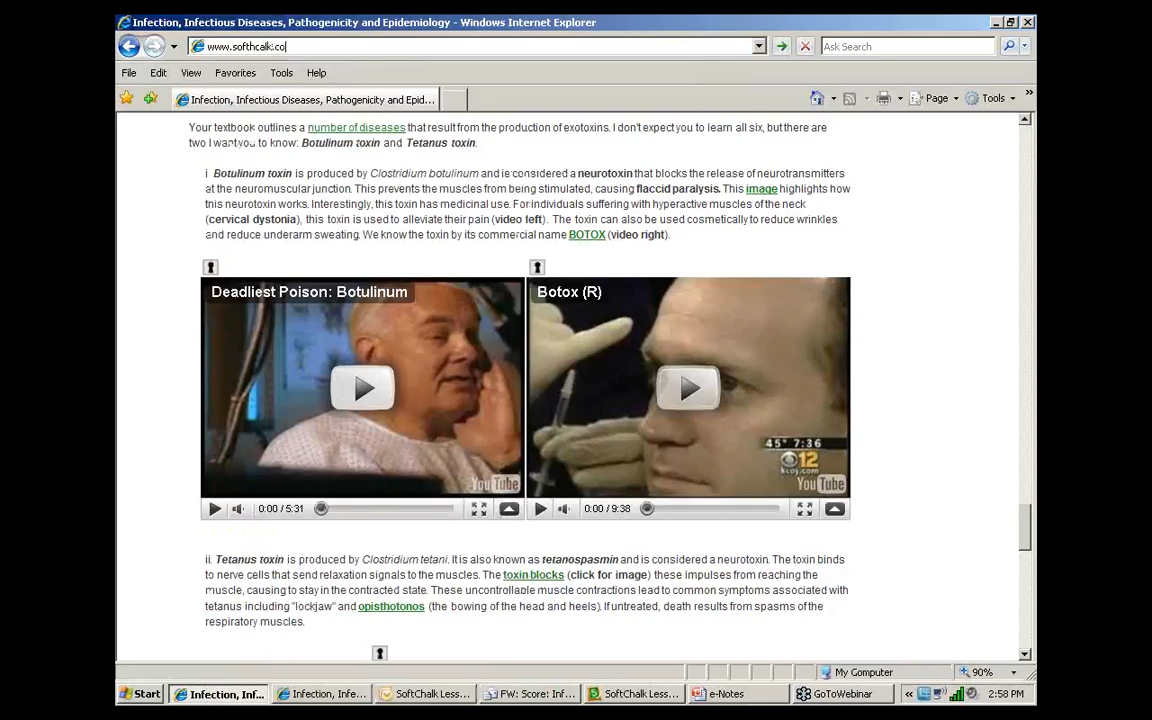 Infection, Infectious Diseases, Pathogenicity and Epidemiology - Windows Internet Explorer
www.softhcalk.co
Ask Search
File Edit View Favorites Tools Help
Infection, Infectious Diseases, Pathogenicity and Epid...
Page Tools »
Your textbook outlines a number of diseases that result from the production of exotoxins. I don't expect you to learn all six, but there are
two I want you to know: Botulinum toxin and Tetanus toxin.
i Botulinum toxin is produced by Clostridium botulinum and is considered a neurotoxin that blocks the release of neurotransmitters
at the neuromuscular junction. This prevents the muscles from being stimulated, causing flaccid paralysis. This image highlights how
this neurotoxin works. Interestingly, this toxin has medicinal use. For individuals suffering with hyperactive muscles of the neck
(cervical dystonia), this toxin is used to alleviate their pain (video left). The toxin can also be used cosmetically to reduce wrinkles
and reduce underarm sweating. We know the toxin by its commercial name BOTOX (video right).
Deadliest Poison: Botulinum
Botox (R)
45° 7:36
12
kcoy.com
YouTube
YouTube
0:00 / 5:31
0:00 / 9:38
ii. Tetanus toxin is produced by Clostridium tetani. It is also known as tetanospasmin and is considered a neurotoxin. The toxin binds
to nerve cells that send relaxation signals to the muscles. The toxin blocks (click for image) these impulses from reaching the
muscle, causing to stay in the contracted state. These uncontrollable muscle contractions lead to common symptoms associated with
tetanus including "lockjaw" and opisthotonos (the bowing of the head and heels). If untreated, death results from spasms of the
respiratory muscles.
My Computer 90%
Start Infection, Inf... Infection, Infe... SoftChalk Less... FW: Score: Inf... SoftChalk Less... e-Notes GoToWebinar « 2:58 PM